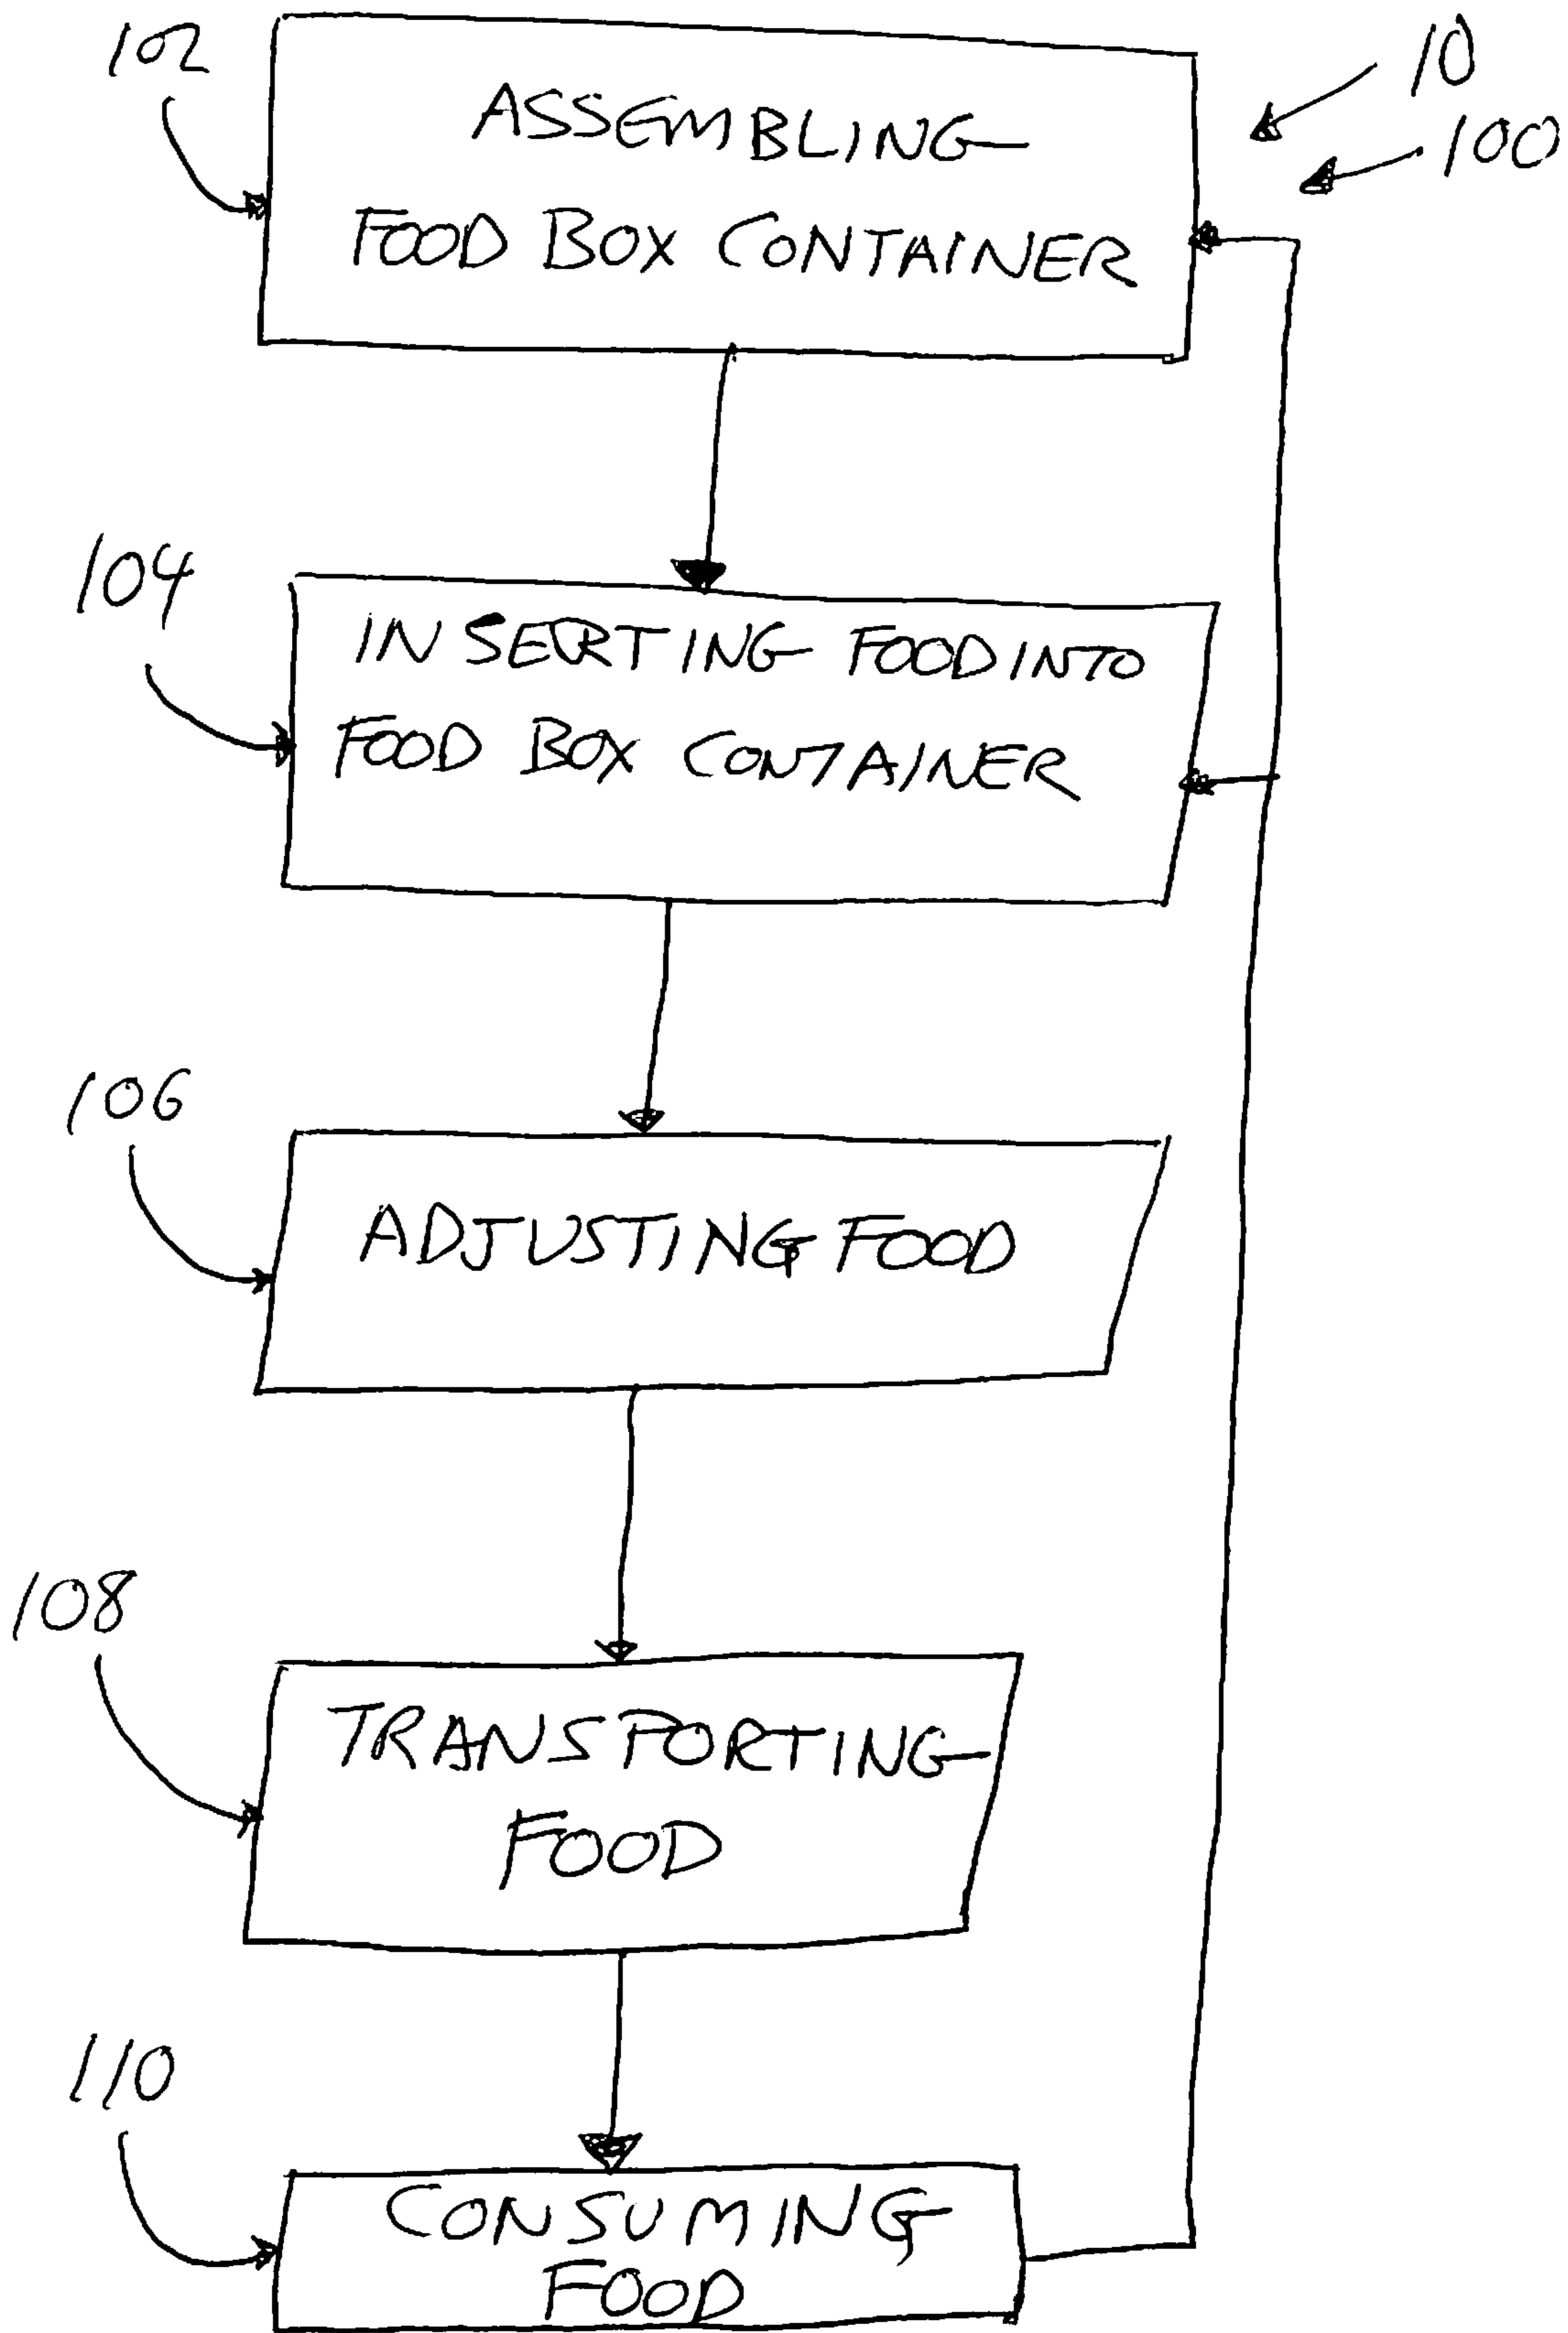 102
10
100
ASSEMBLING
FOOD BOX CONTAINER
104
INSERTING FOOD INTO
FOOD BOX CONTAINER
106
ADJUSTING FOOD
108
TRANSPORTING
FOOD
110
CONSUMING
FOOD